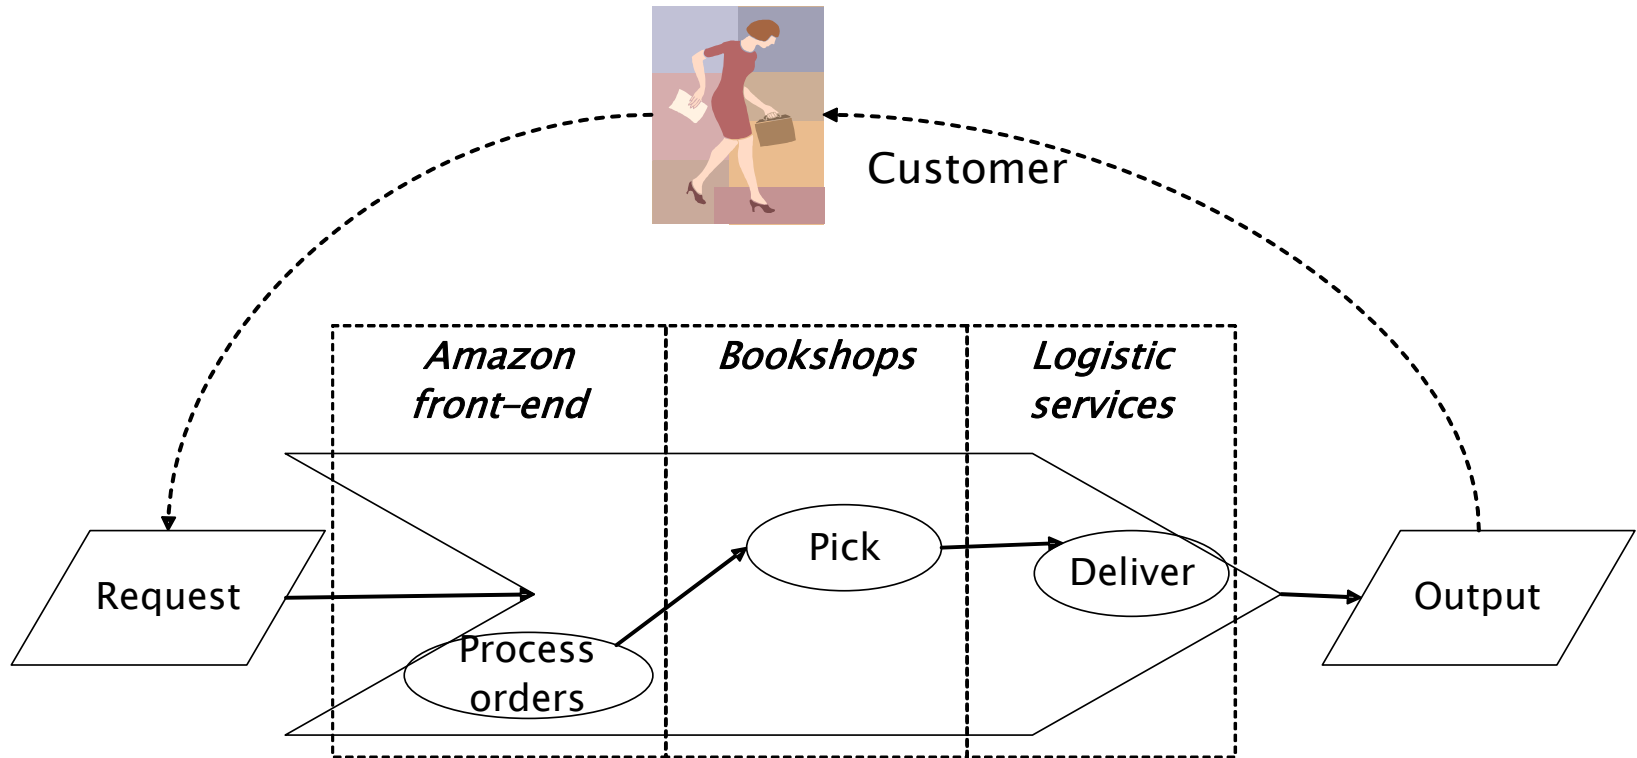 Customer
Amazon
front-end
Bookshops
Logistic
services
Request
Process
orders
Pick
Deliver
Output